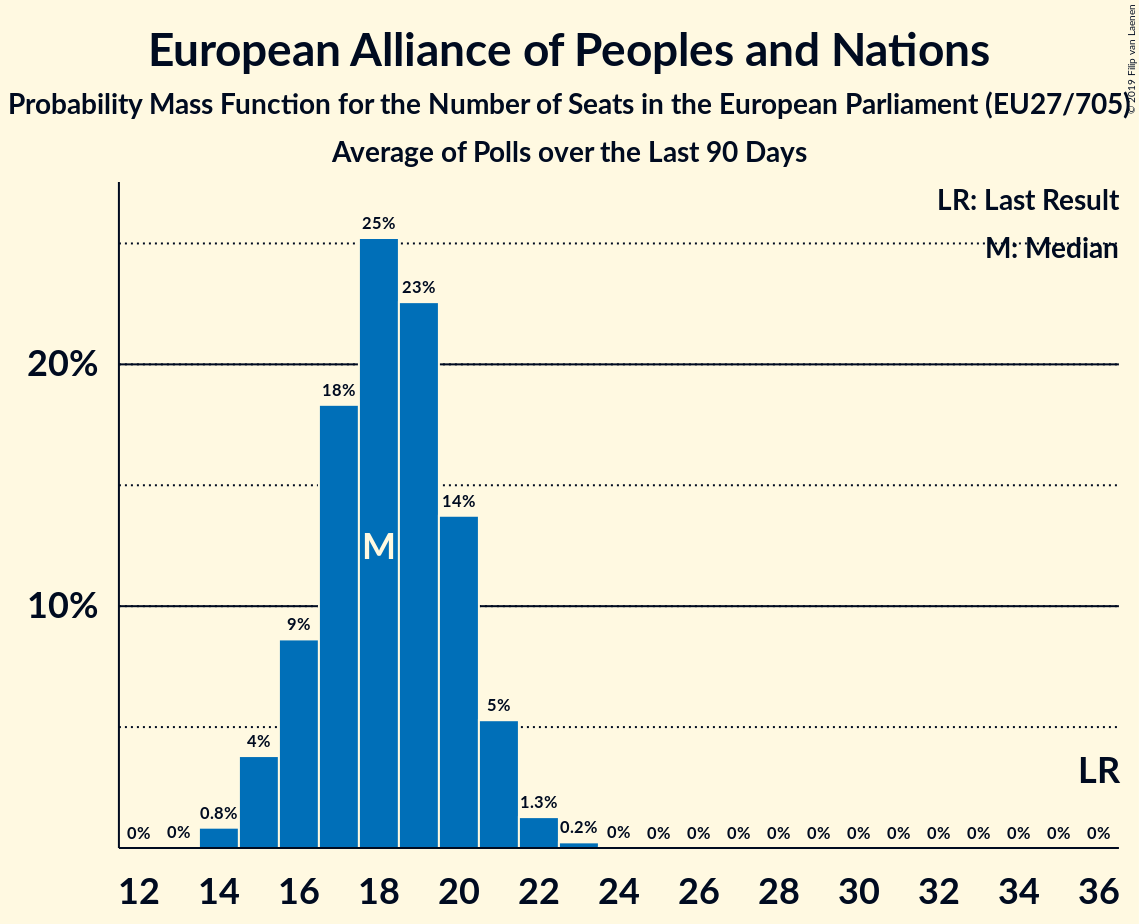 European Alliance of Peoples and Nations
Probability Mass Function for the Number of Seats in the European Parliament (EU27/705)
Average of Polls over the Last 90 Days
© 2019 Filip van Laenen
LR: Last Result
M: Median
25%
23%
20%
18%
14%
M
10%
9%
5%
4%
LR
1.3%
0.8%
0.2%
0% 0% 0% 0% 0% 0% 0% 0% 0% 0% 0% 0% 0% 0% 0%
12 14 16 18 20 22 24 26 28 30 32 34 36